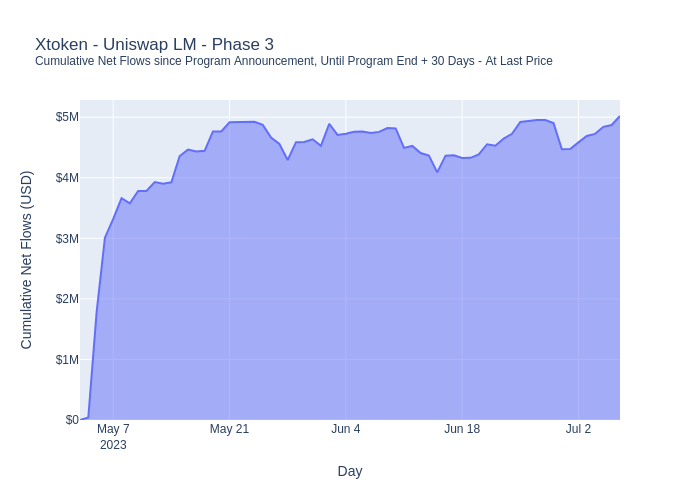 Xtoken - Uniswap LM - Phase 3
Cumulative Net Flows since Program Announcement, Until Program End + 30 Days - At Last Price
Cumulative Net Flows (USD)
$5M
$4M
$3M
$2M
$1M
$0
May 7
2023
May 21
Jun 4
Jun 18
Jul 2
Day